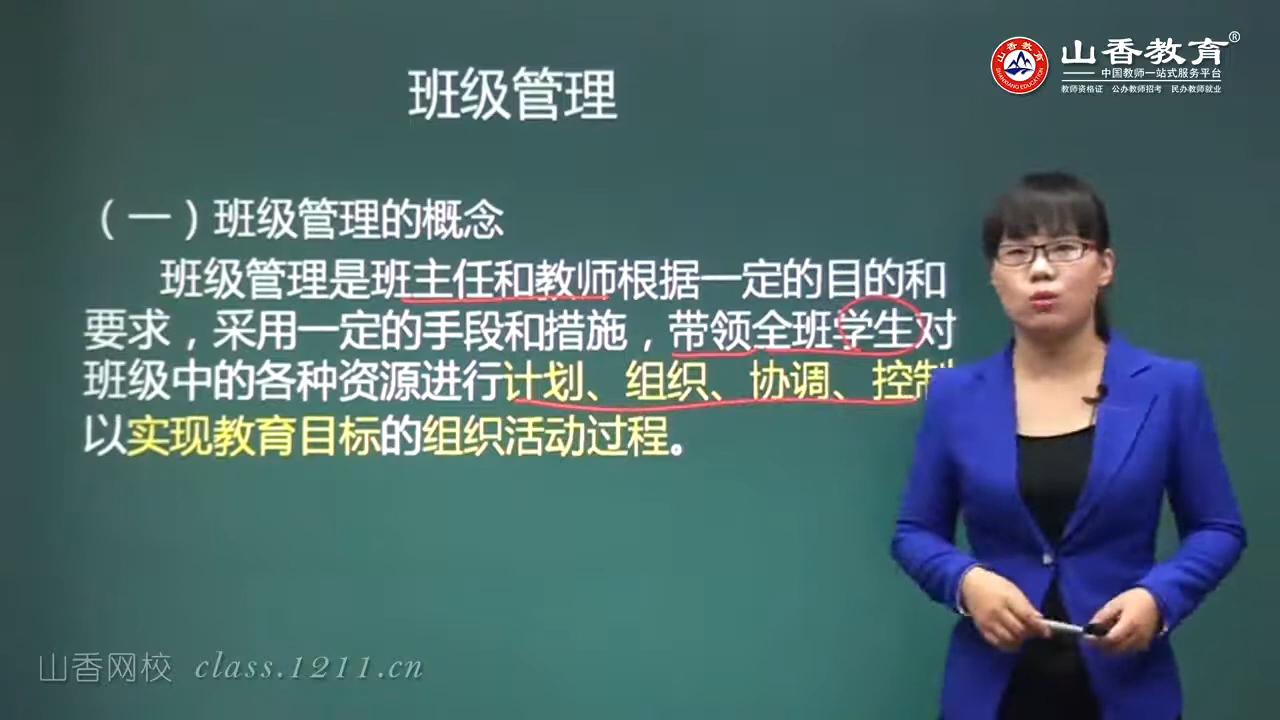 山香教育®
中国教师一站式服务平台
教师资格证 公办教师招考 民办教师就业
山香教育
SHANXIANG EDUCATION
班级管理
（一）班级管理的概念
班级管理是班主任和教师根据一定的目的和
要求，采用一定的手段和措施，带领全班学生对
班级中的各种资源进行计划、组织、协调、控制
以实现教育目标的组织活动过程。
山香网校 class.1211.cn